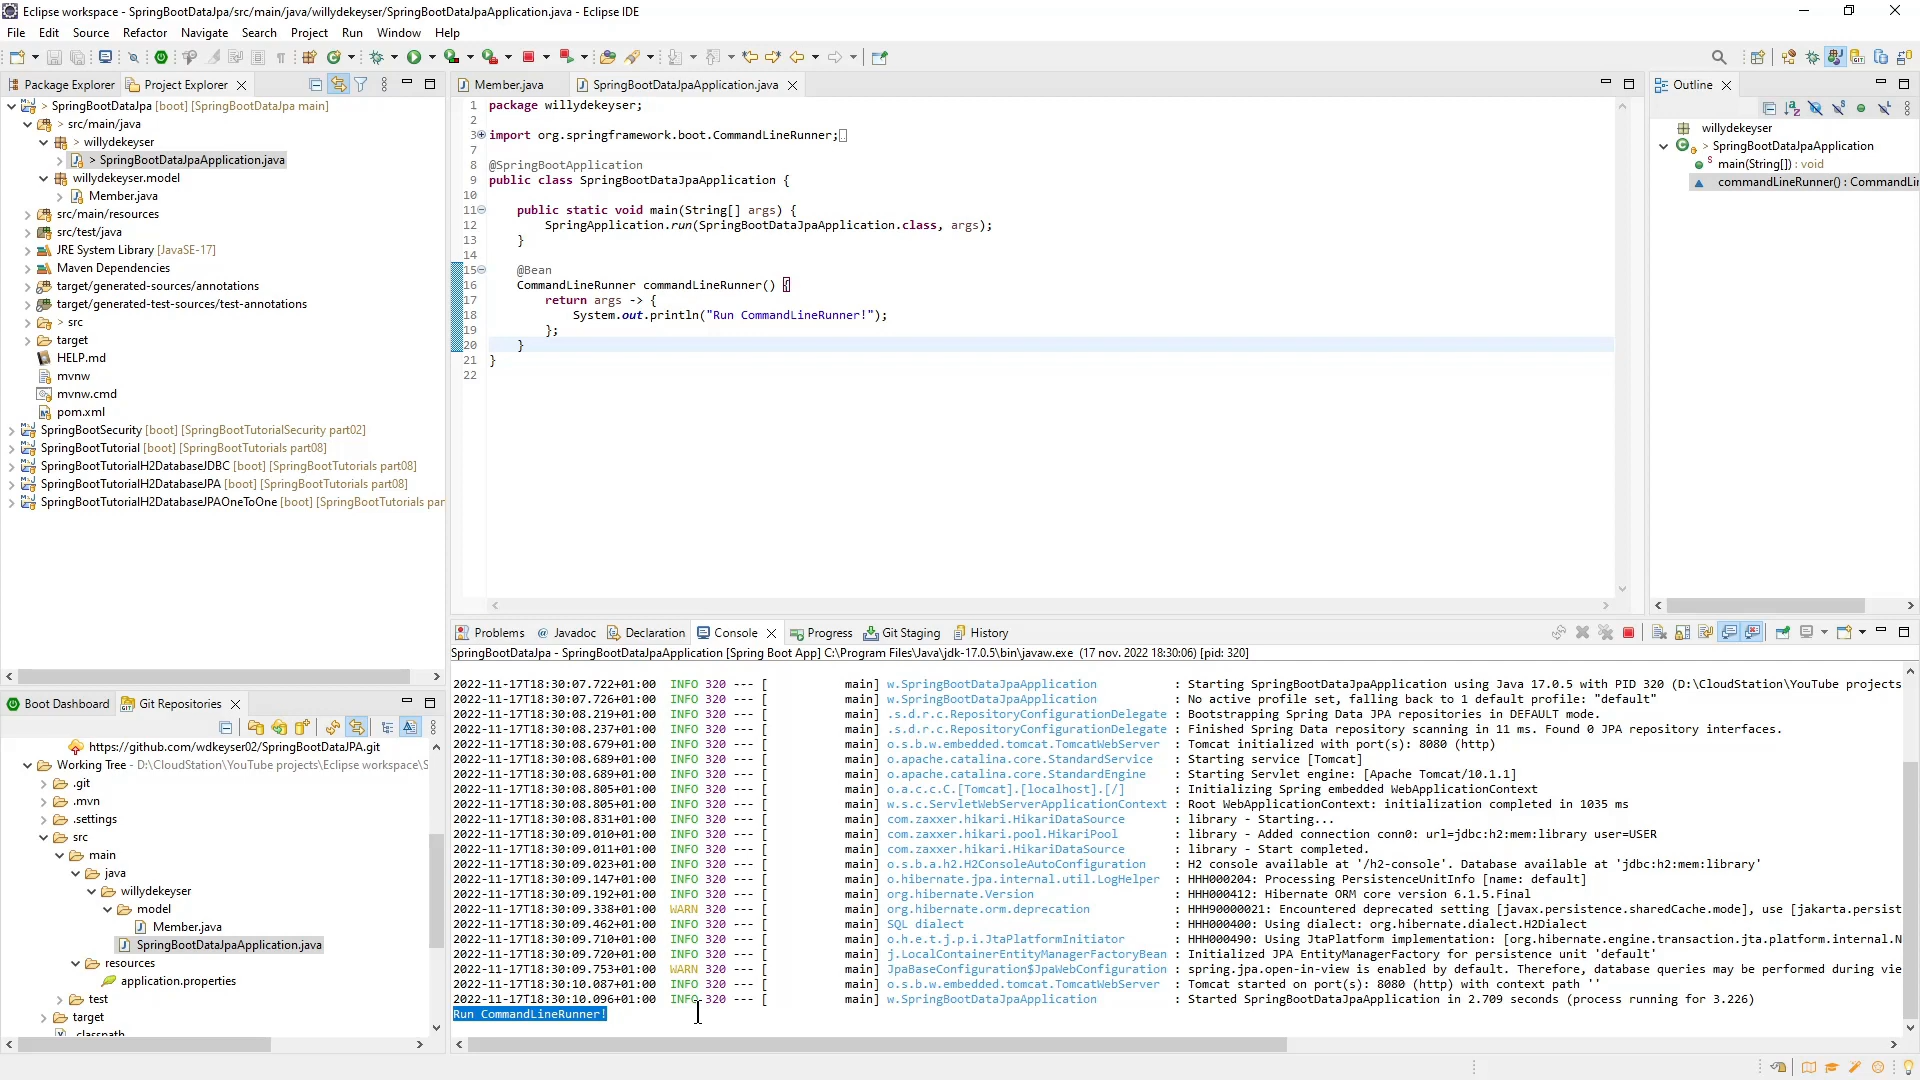 Eclipse workspace - SpringBootDataJpa/src/main/java/willydekeyser/SpringBootDataJpaApplication.java - Eclipse IDE
File Edit Source Refactor Navigate Search Project Run Window Help
Package Explorer Project Explorer
SpringBootDataJpa [boot] [SpringBootDataJpa main]
> src/main/java
> willydekeyser
> SpringBootDataJpaApplication.java
willydekeyser.model
Member.java
src/main/resources
src/test/java
JRE System Library [JavaSE-17]
Maven Dependencies
target/generated-sources/annotations
target/generated-test-sources/test-annotations
> src
target
HELP.md
mvnw
mvnw.cmd
pom.xml
SpringBootSecurity [boot] [SpringBootTutorialSecurity part02]
SpringBootTutorial [boot] [SpringBootTutorials part08]
SpringBootTutorialH2DatabaseJDBC [boot] [SpringBootTutorials part08]
SpringBootTutorialH2DatabaseJPA [boot] [SpringBootTutorials part08]
SpringBootTutorialH2DatabaseJPAOneToOne [boot] [SpringBootTutorials par
Boot Dashboard Git Repositories
https://github.com/wdkeyser02/SpringBootDataJPA.git
Working Tree - D:\CloudStation\YouTube projects\Eclipse workspace\S
.git
.mvn
.settings
src
main
java
willydekeyser
model
Member.java
SpringBootDataJpaApplication.java
resources
application.properties
test
target
.classpath
Member.java SpringBootDataJpaApplication.java
1 package willydekeyser;
2
3 import org.springframework.boot.CommandLineRunner;
7
8 @SpringBootApplication
9 public class SpringBootDataJpaApplication {
10
11 public static void main(String[] args) {
12 SpringApplication.run(SpringBootDataJpaApplication.class, args);
13 }
14
15 @Bean
16 CommandLineRunner commandLineRunner() {
17 return args -> {
18 System.out.println("Run CommandLineRunner!");
19 };
20 }
21 }
22
Outline
willydekeyser
> SpringBootDataJpaApplication
main(String[]) : void
commandLineRunner() : CommandLi
Problems @ Javadoc Declaration Console Progress Git Staging History
SpringBootDataJpa - SpringBootDataJpaApplication [Spring Boot App] C:\Program Files\Java\jdk-17.0.5\bin\javaw.exe (17 nov. 2022 18:30:06) [pid: 320]
2022-11-17T18:30:07.722+01:00 INFO 320 --- [ main] w.SpringBootDataJpaApplication : Starting SpringBootDataJpaApplication using Java 17.0.5 with PID 320 (D:\CloudStation\YouTube projects
2022-11-17T18:30:07.726+01:00 INFO 320 --- [ main] w.SpringBootDataJpaApplication : No active profile set, falling back to 1 default profile: "default"
2022-11-17T18:30:08.219+01:00 INFO 320 --- [ main] .s.d.r.c.RepositoryConfigurationDelegate : Bootstrapping Spring Data JPA repositories in DEFAULT mode.
2022-11-17T18:30:08.237+01:00 INFO 320 --- [ main] .s.d.r.c.RepositoryConfigurationDelegate : Finished Spring Data repository scanning in 11 ms. Found 0 JPA repository interfaces.
2022-11-17T18:30:08.679+01:00 INFO 320 --- [ main] o.s.b.w.embedded.tomcat.TomcatWebServer : Tomcat initialized with port(s): 8080 (http)
2022-11-17T18:30:08.689+01:00 INFO 320 --- [ main] o.apache.catalina.core.StandardService : Starting service [Tomcat]
2022-11-17T18:30:08.689+01:00 INFO 320 --- [ main] o.apache.catalina.core.StandardEngine : Starting Servlet engine: [Apache Tomcat/10.1.1]
2022-11-17T18:30:08.805+01:00 INFO 320 --- [ main] o.a.c.c.C.[Tomcat].[localhost].[/] : Initializing Spring embedded WebApplicationContext
2022-11-17T18:30:08.805+01:00 INFO 320 --- [ main] w.s.c.ServletWebServerApplicationContext : Root WebApplicationContext: initialization completed in 1035 ms
2022-11-17T18:30:08.831+01:00 INFO 320 --- [ main] com.zaxxer.hikari.HikariDataSource : library - Starting...
2022-11-17T18:30:09.010+01:00 INFO 320 --- [ main] com.zaxxer.hikari.pool.HikariPool : library - Added connection conn0: url=jdbc:h2:mem:library user=USER
2022-11-17T18:30:09.011+01:00 INFO 320 --- [ main] com.zaxxer.hikari.HikariDataSource : library - Start completed.
2022-11-17T18:30:09.023+01:00 INFO 320 --- [ main] o.s.b.a.h2.H2ConsoleAutoConfiguration : H2 console available at '/h2-console'. Database available at 'jdbc:h2:mem:library'
2022-11-17T18:30:09.147+01:00 INFO 320 --- [ main] o.hibernate.jpa.internal.util.LogHelper : HHH000204: Processing PersistenceUnitInfo [name: default]
2022-11-17T18:30:09.192+01:00 INFO 320 --- [ main] org.hibernate.Version : HHH000412: Hibernate ORM core version 6.1.5.Final
2022-11-17T18:30:09.338+01:00 WARN 320 --- [ main] org.hibernate.orm.deprecation : HHH90000021: Encountered deprecated setting [javax.persistence.sharedCache.mode], use [jakarta.persist
2022-11-17T18:30:09.462+01:00 INFO 320 --- [ main] SQL dialect : HHH000400: Using dialect: org.hibernate.dialect.H2Dialect
2022-11-17T18:30:09.710+01:00 INFO 320 --- [ main] o.h.e.t.j.p.i.JtaPlatformInitiator : HHH000490: Using JtaPlatform implementation: [org.hibernate.engine.transaction.jta.platform.internal.N
2022-11-17T18:30:09.720+01:00 INFO 320 --- [ main] j.LocalContainerEntityManagerFactoryBean : Initialized JPA EntityManagerFactory for persistence unit 'default'
2022-11-17T18:30:09.753+01:00 WARN 320 --- [ main] JpaBaseConfiguration$JpaWebConfiguration : spring.jpa.open-in-view is enabled by default. Therefore, database queries may be performed during vie
2022-11-17T18:30:10.087+01:00 INFO 320 --- [ main] o.s.b.w.embedded.tomcat.TomcatWebServer : Tomcat started on port(s): 8080 (http) with context path ''
2022-11-17T18:30:10.096+01:00 INFO 320 --- [ main] w.SpringBootDataJpaApplication : Started SpringBootDataJpaApplication in 2.709 seconds (process running for 3.226)
Run CommandLineRunner!